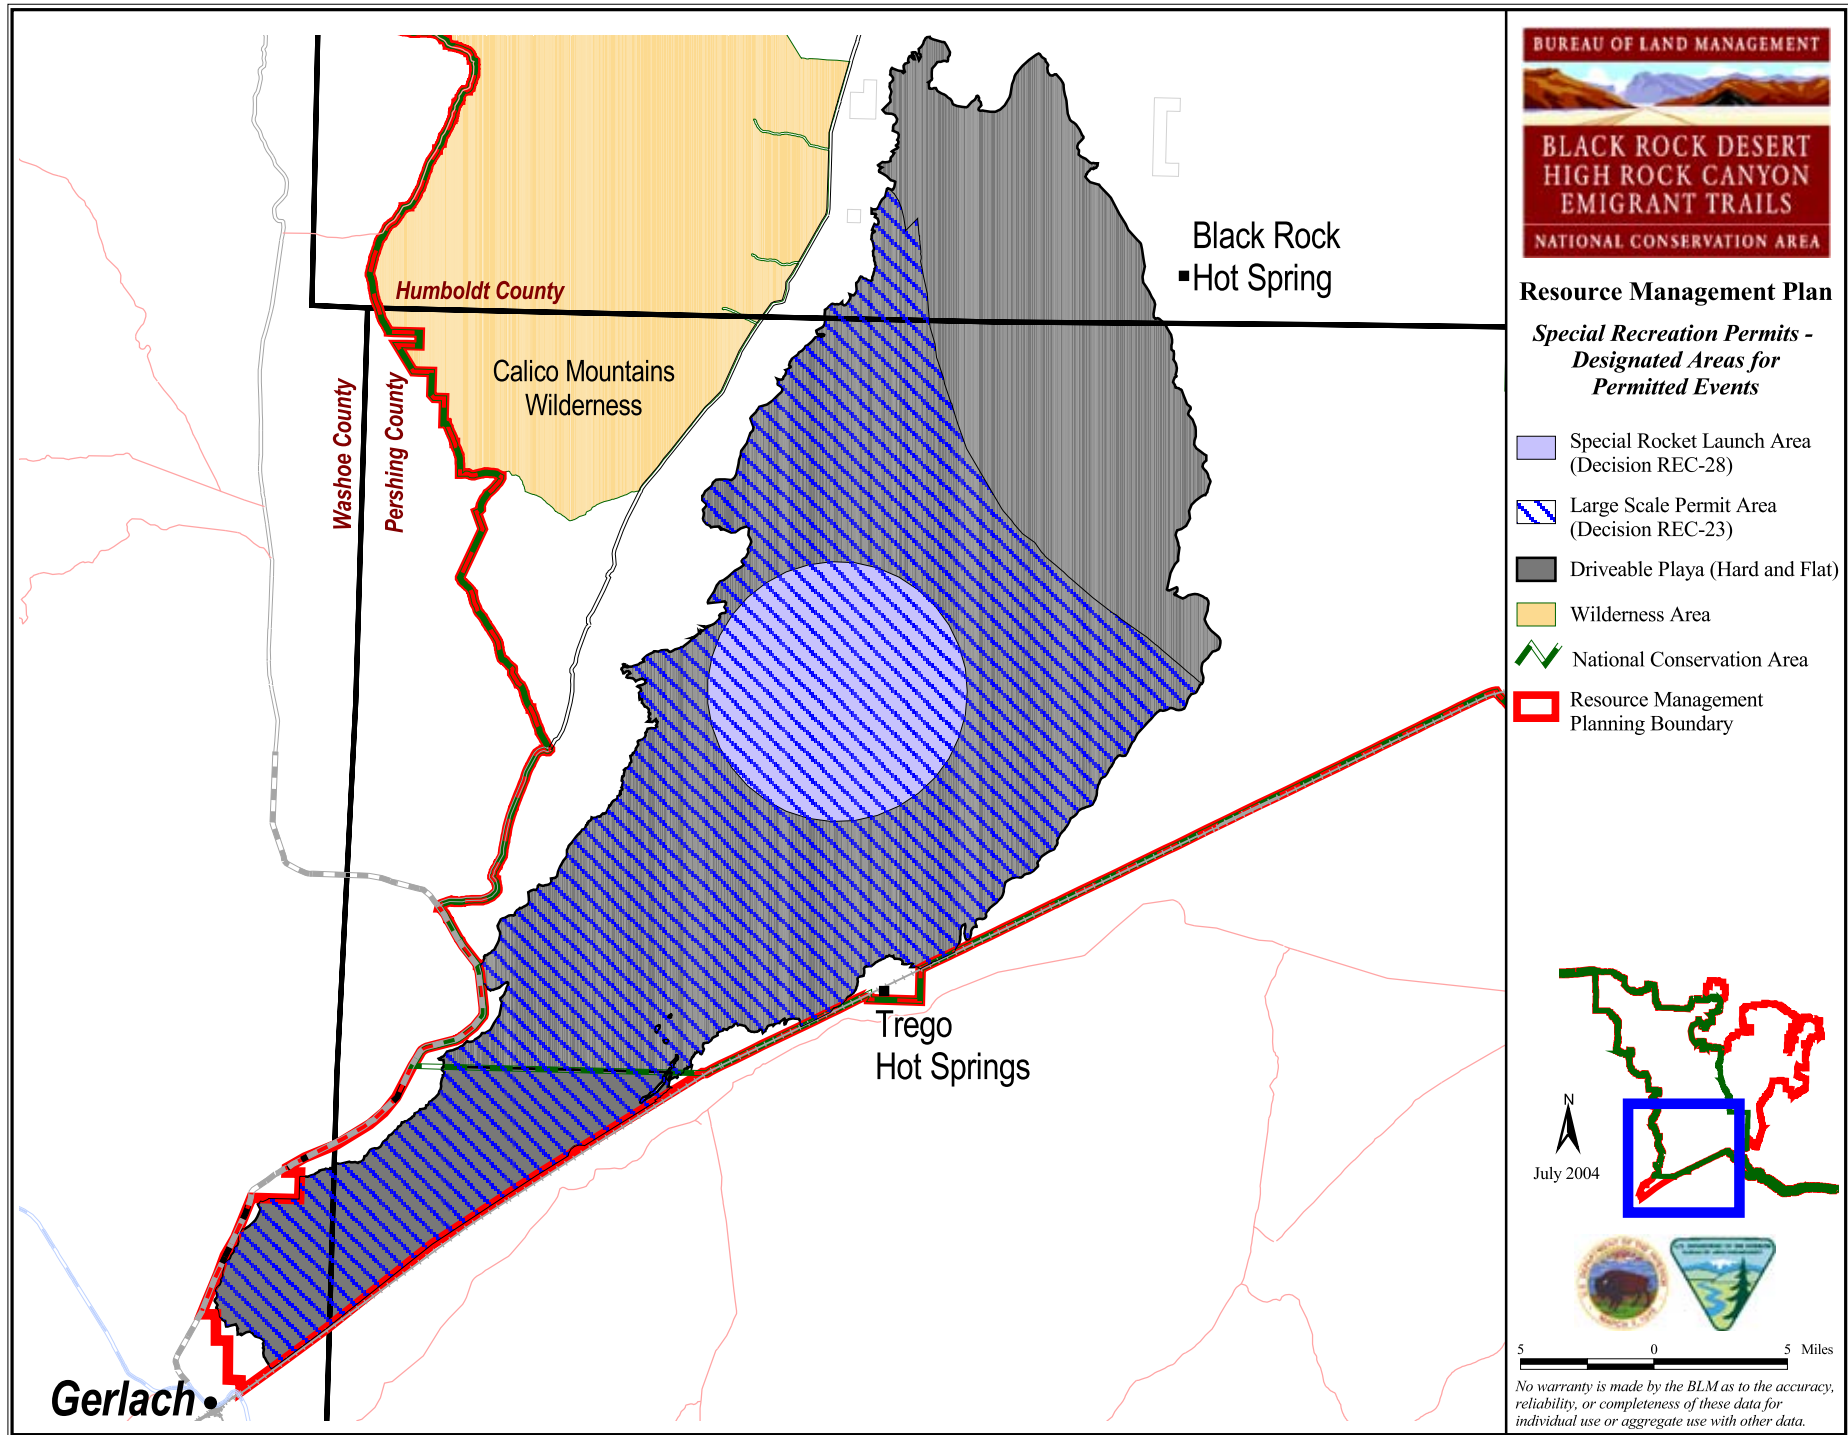 Black Rock
Hot Spring
Humboldt County
Calico Mountains
Wilderness
Washoe County
Pershing County
Trego
Hot Springs
Gerlach
BUREAU OF LAND MANAGEMENT
BLACK ROCK DESERT
HIGH ROCK CANYON
EMIGRANT TRAILS
NATIONAL CONSERVATION AREA
Resource Management Plan
Special Recreation Permits -
Designated Areas for
Permitted Events
Special Rocket Launch Area
(Decision REC-28)
Large Scale Permit Area
(Decision REC-23)
Driveable Playa (Hard and Flat)
Wilderness Area
National Conservation Area
Resource Management
Planning Boundary
N
July 2004
5 0 5 Miles
No warranty is made by the BLM as to the accuracy,
reliability, or completeness of these data for
individual use or aggregate use with other data.